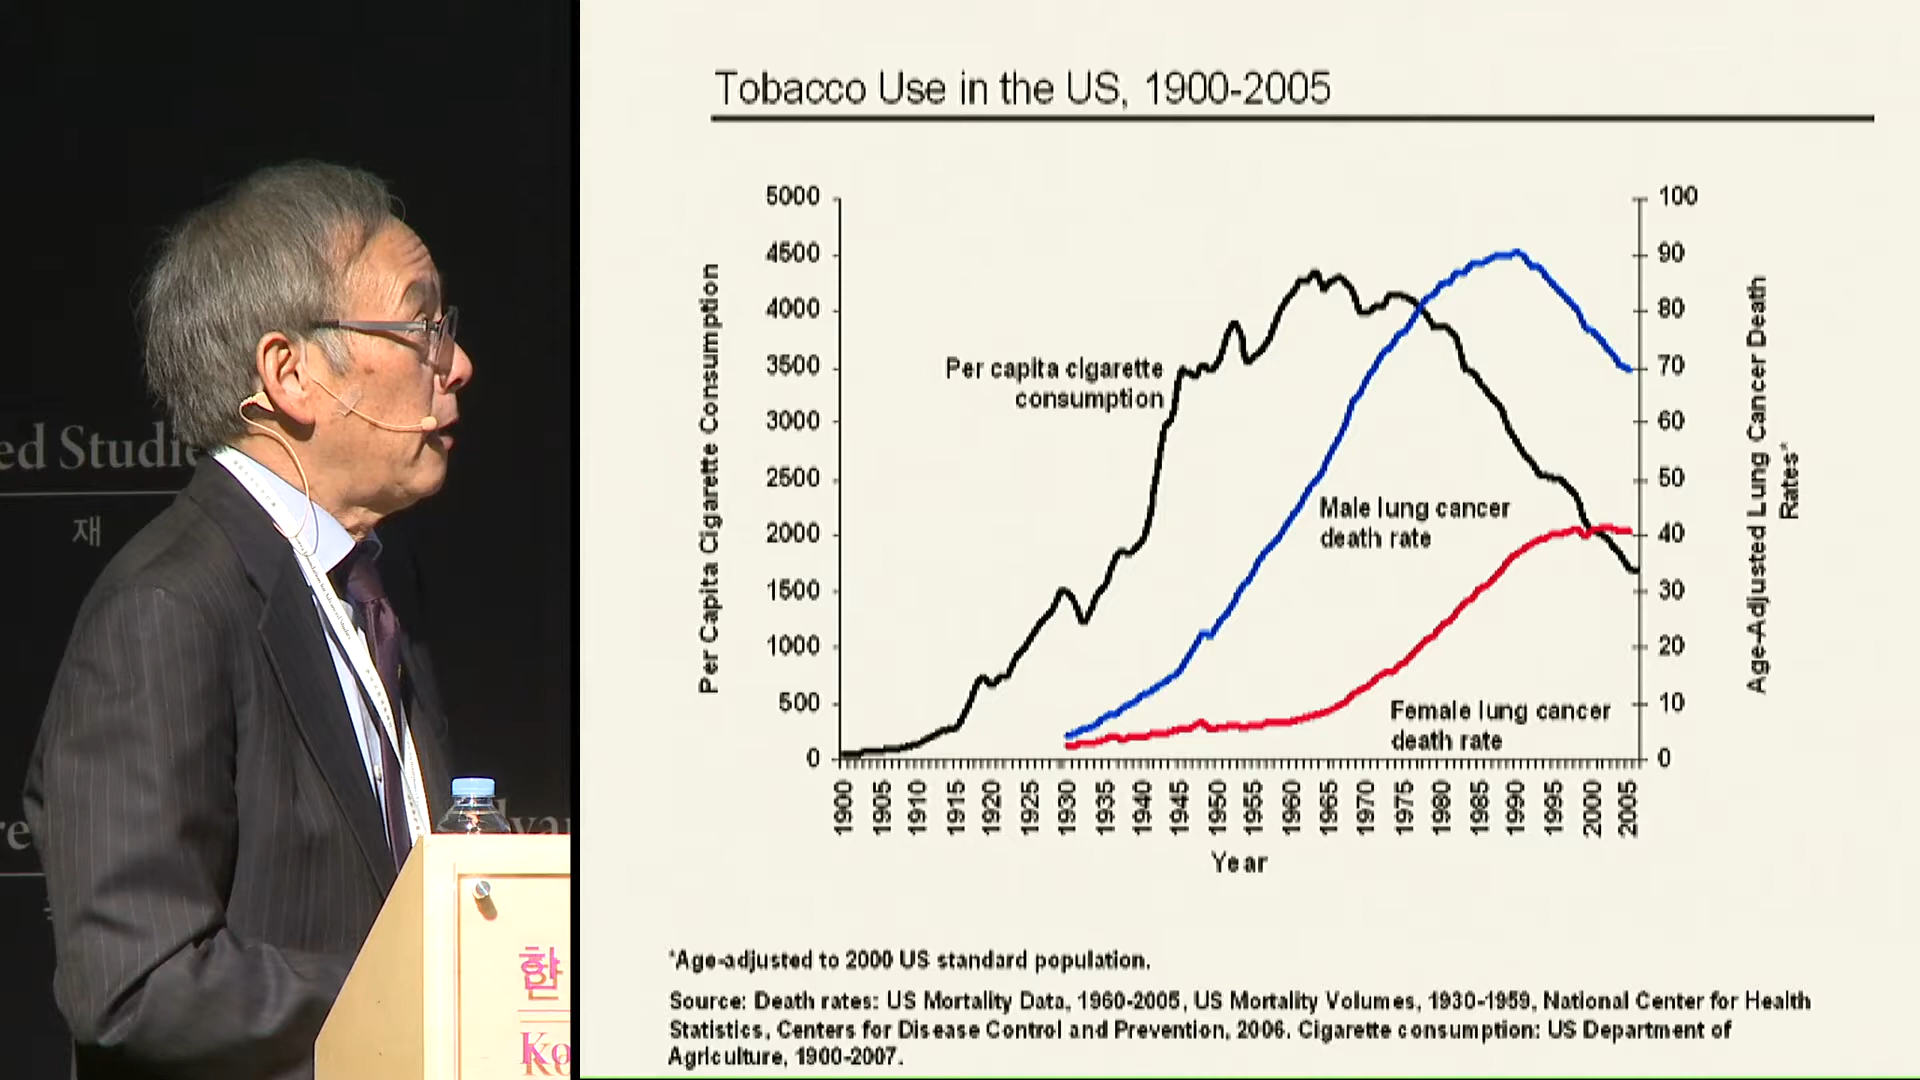 ed Studie
재
한
Ko
Tobacco Use in the US, 1900-2005
5000
4500
4000
3500
3000
2500
2000
1500
1000
500
0
Per Capita Cigarette Consumption
100
90
80
70
60
50
40
30
20
10
0
Age-Adjusted Lung Cancer Death
Rates*
Per capita cigarette
consumption
Male lung cancer
death rate
Female lung cancer
death rate
1900 1905 1910 1915 1920 1925 1930 1935 1940 1945 1950 1955 1960 1965 1970 1975 1980 1985 1990 1995 2000 2005
Year
*Age-adjusted to 2000 US standard population.
Source: Death rates: US Mortality Data, 1960-2005, US Mortality Volumes, 1930-1959, National Center for Health
Statistics, Centers for Disease Control and Prevention, 2006. Cigarette consumption: US Department of
Agriculture, 1900-2007.